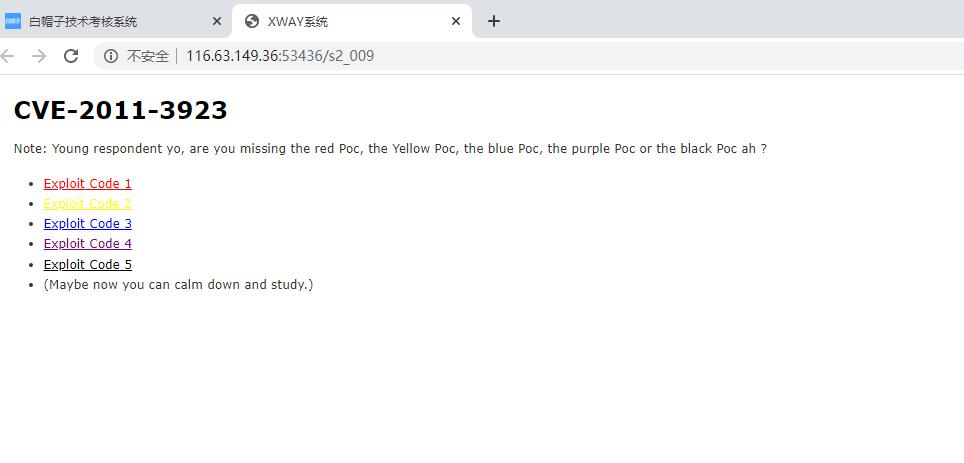 白帽子技术考核系统
XWAY系统
不安全 116.63.149.36:53436/s2_009
CVE-2011-3923
Note: Young respondent yo, are you missing the red Poc, the Yellow Poc, the blue Poc, the purple Poc or the black Poc ah ?
Exploit Code 1
Exploit Code 2
Exploit Code 3
Exploit Code 4
Exploit Code 5
(Maybe now you can calm down and study.)